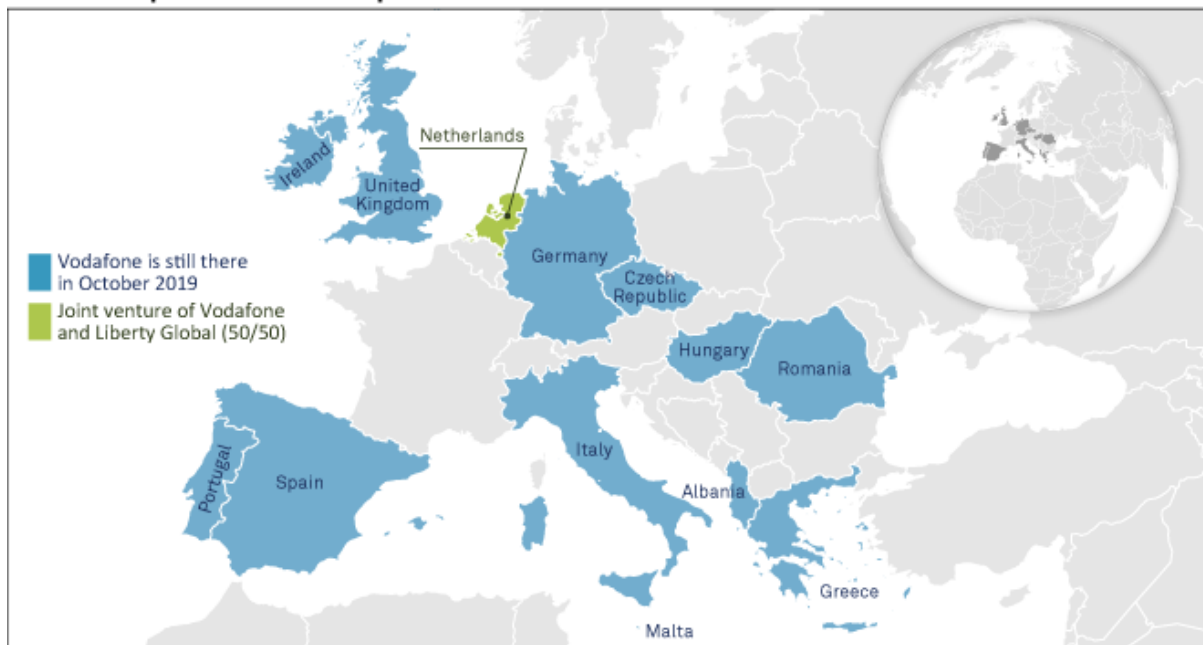 Netherlands
Ireland
United
Kingdom
Germany
Czech
Republic
Vodafone is still there
in October 2019
Joint venture of Vodafone
and Liberty Global (50/50)
Hungary
Romania
Portugal
Spain
Italy
Albania
Greece
Malta